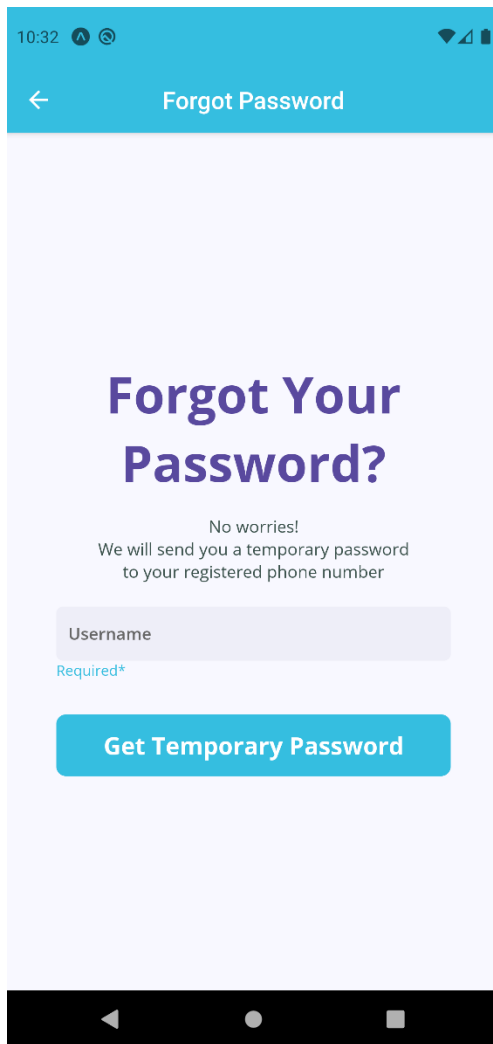 10:32
Forgot Password
Forgot Your
Password?
No worries!
We will send you a temporary password
to your registered phone number
Username
Required*
Get Temporary Password